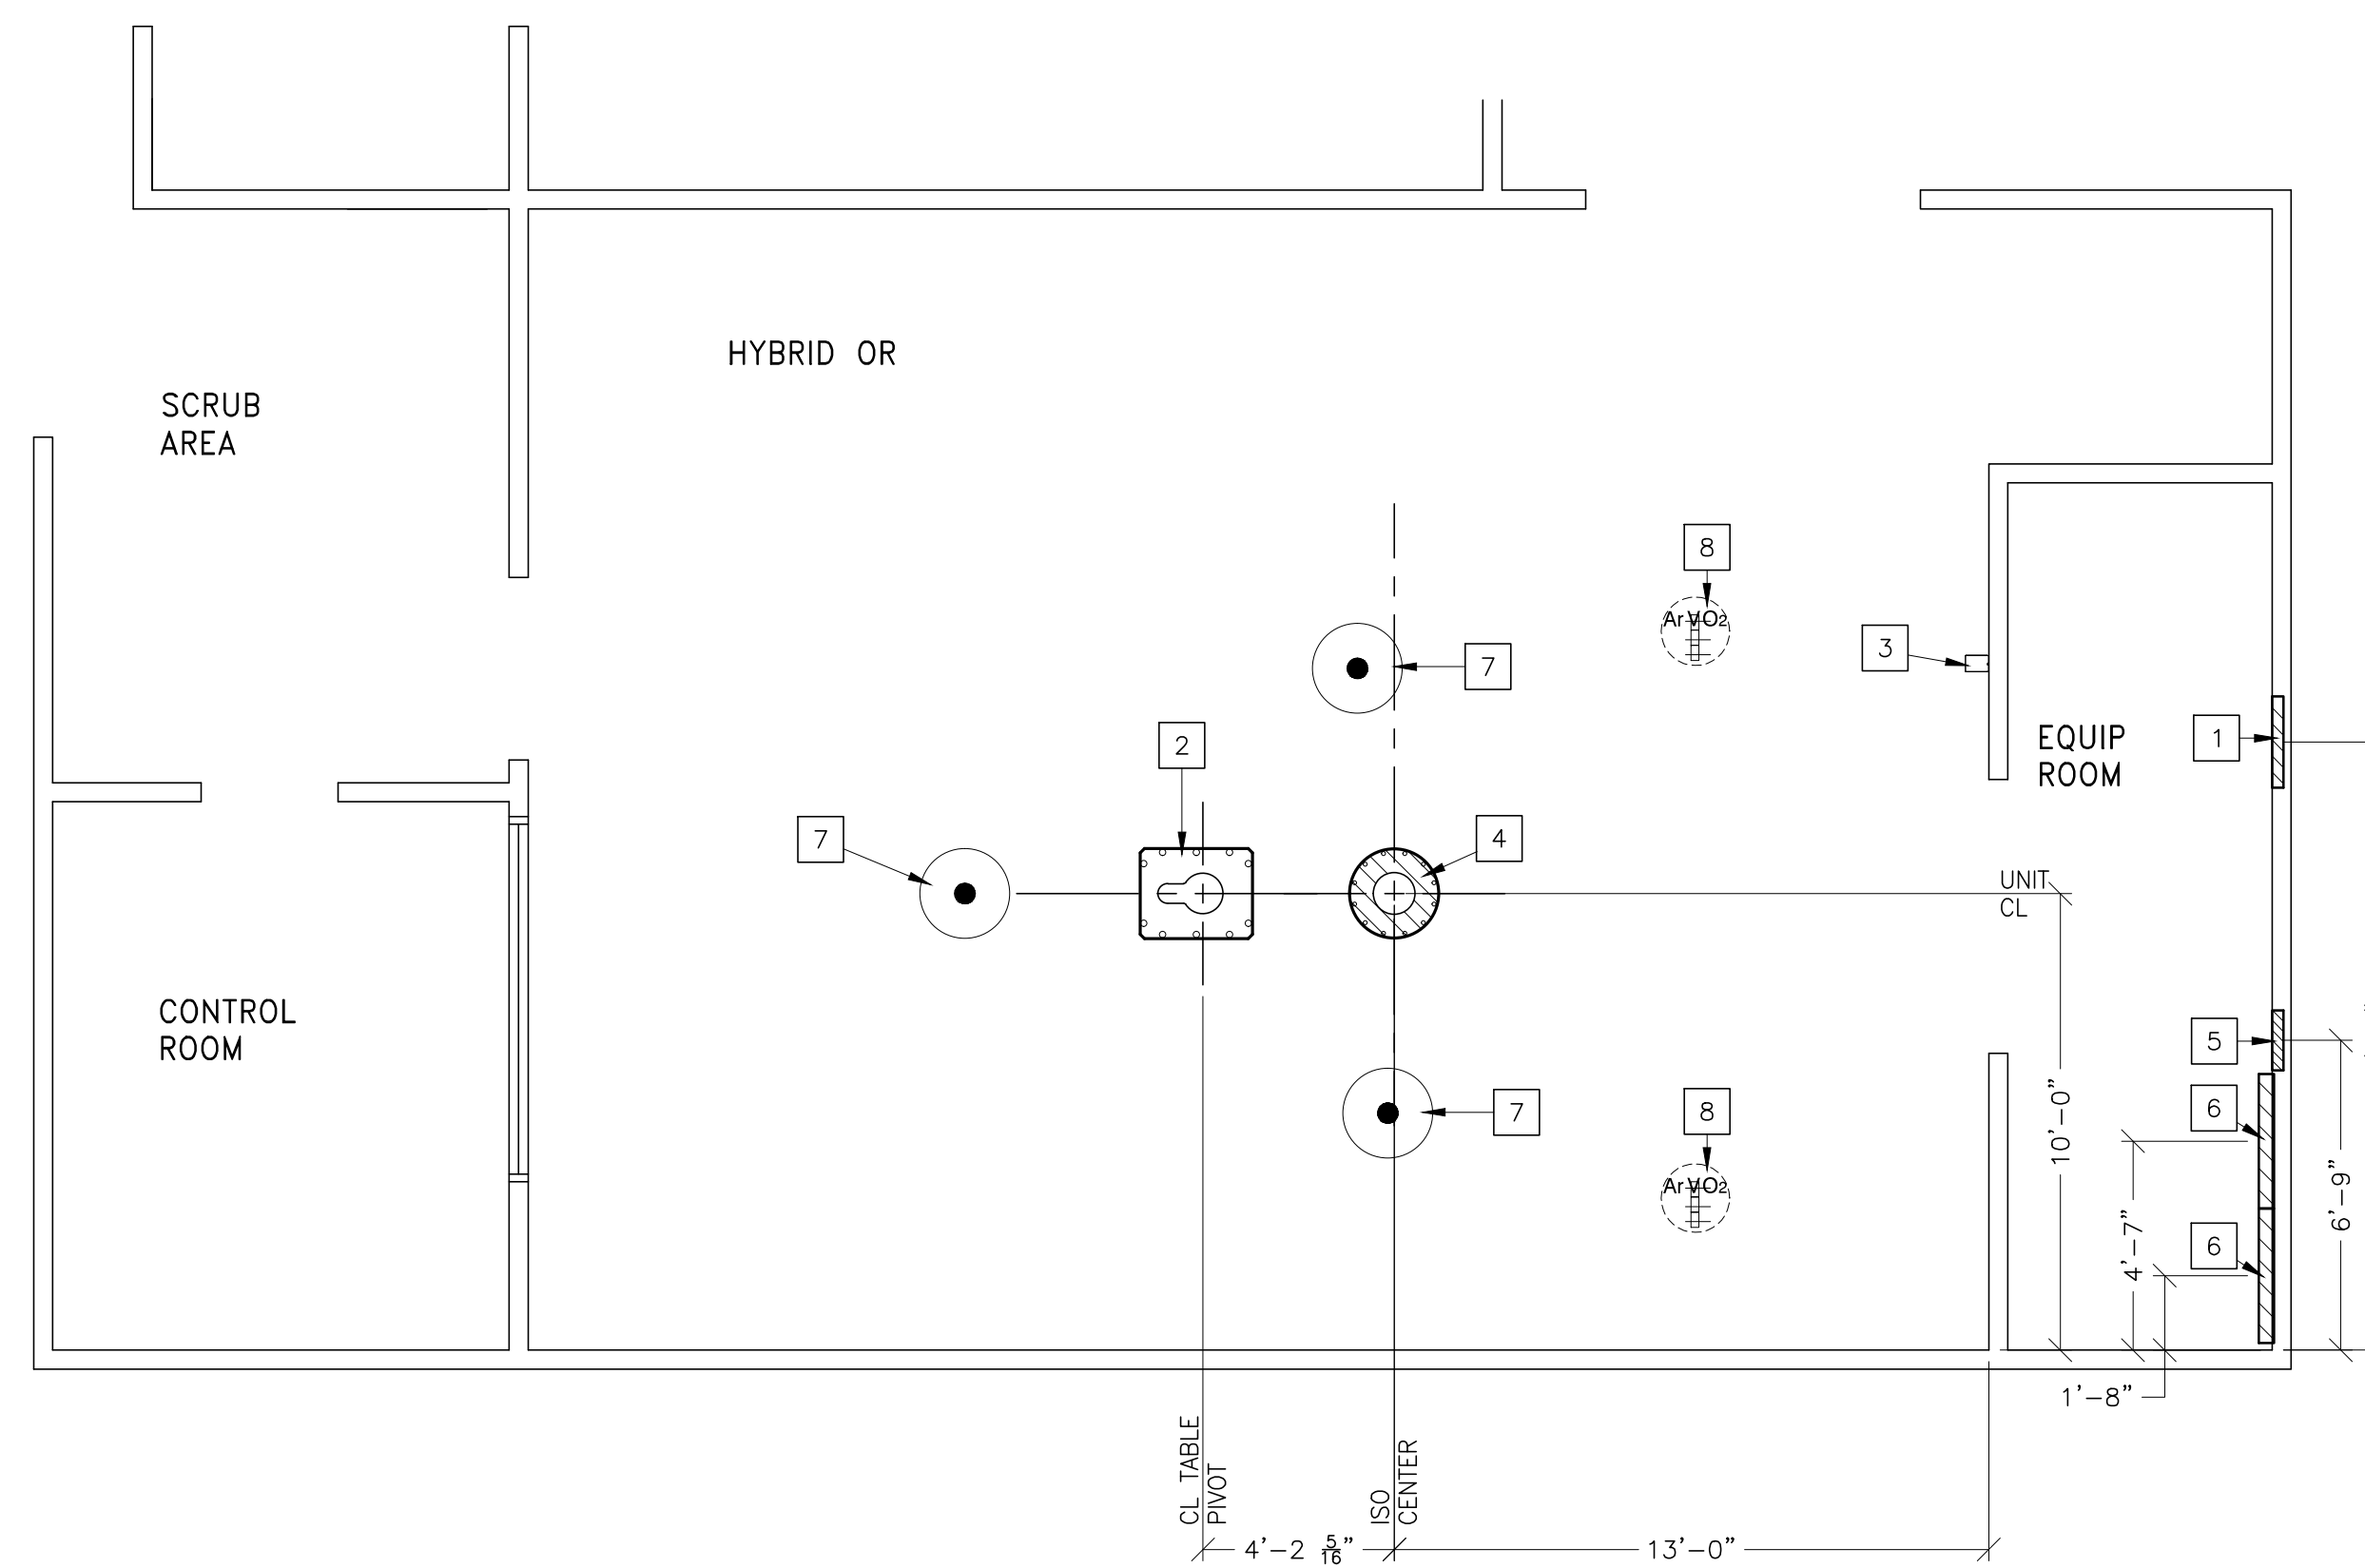 HYBRID OR
SCRUB
AREA
8
ArVO2
3
7
EQUIP
ROOM
1
2
7
4
UNIT
CL
CONTROL
ROOM
5
10'-0"
6
7
8
ArVO2
6'-9"
4'-7"
6
1'-8"
CL TABLE
PIVOT
ISO
CENTER
4'-2 5/16"
13'-0"